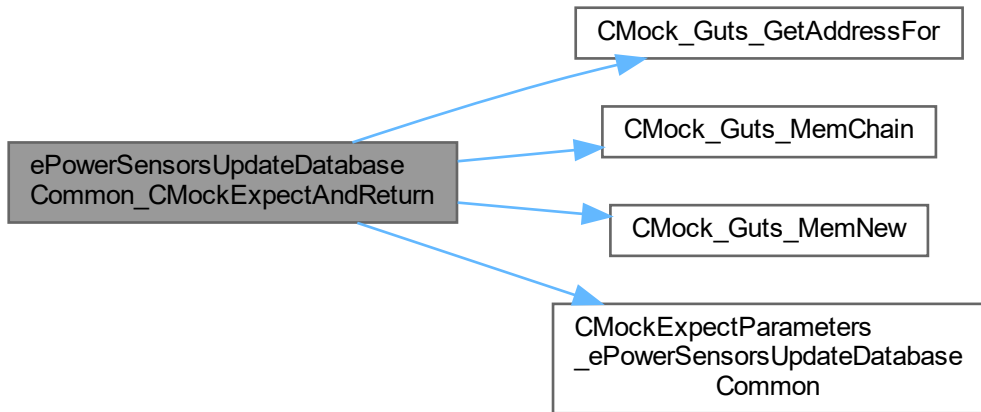 CMock_Guts_GetAddressFor
CMock_Guts_MemChain
ePowerSensorsUpdateDatabase
Common_CMockExpectAndReturn
CMock_Guts_MemNew
CMockExpectParameters
_ePowerSensorsUpdateDatabase
Common